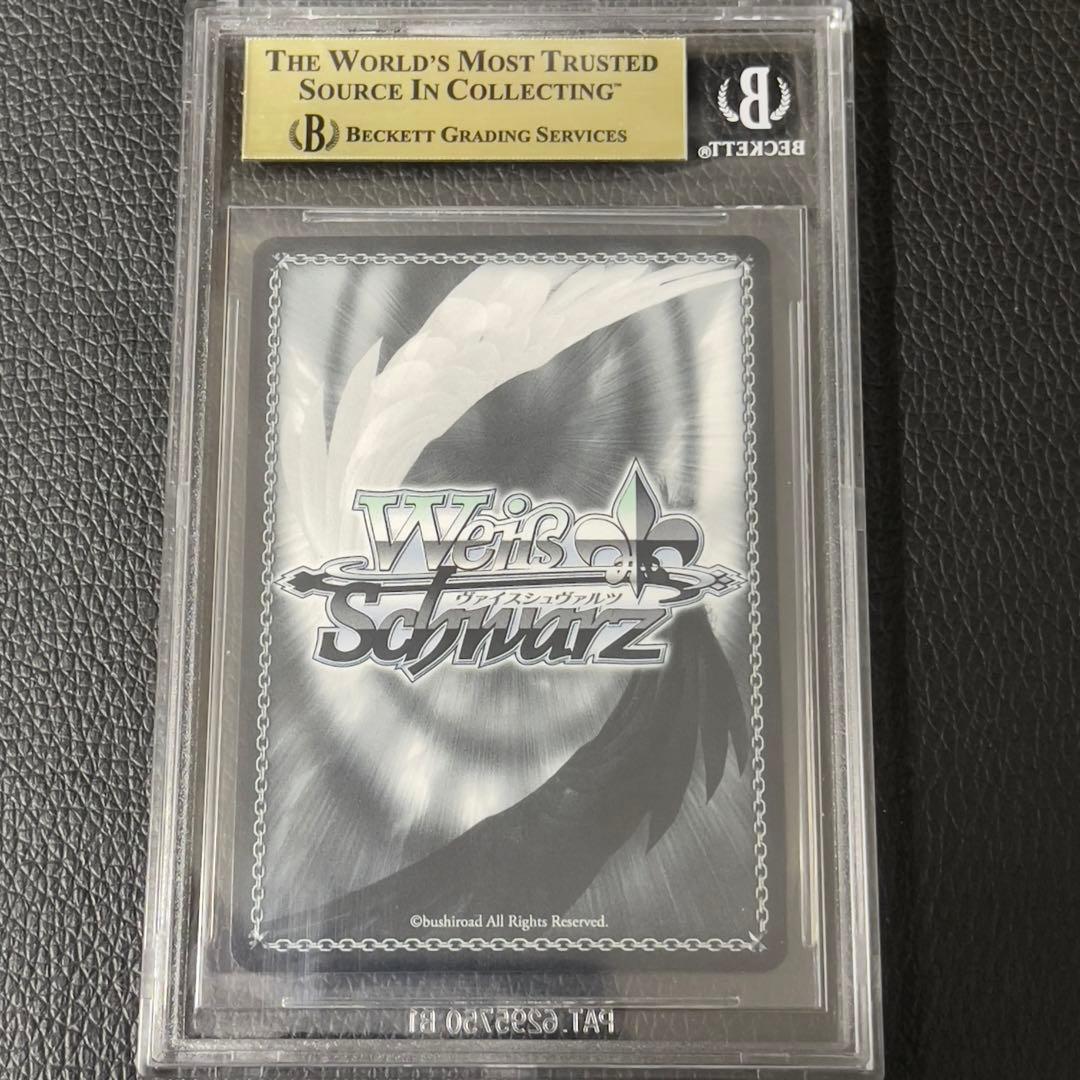 THE WORLD'S MOST TRUSTED
SOURCE IN COLLECTING™
B BECKETT GRADING SERVICES
B
BECKETT®
Weiß
ヴァイスシュヴァルツ
Schwarz
©bushiroad All Rights Reserved.
PAT. 6295750 B1